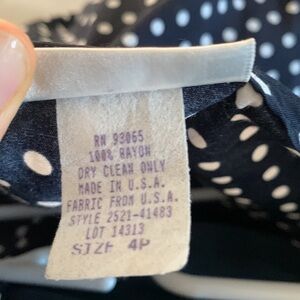 RN 93065
100% RAYON
DRY CLEAN ONLY
MADE IN U.S.A.
FABRIC FROM U.S.A.
STYLE 2521-41483
LOT 14313
SIZE 4P